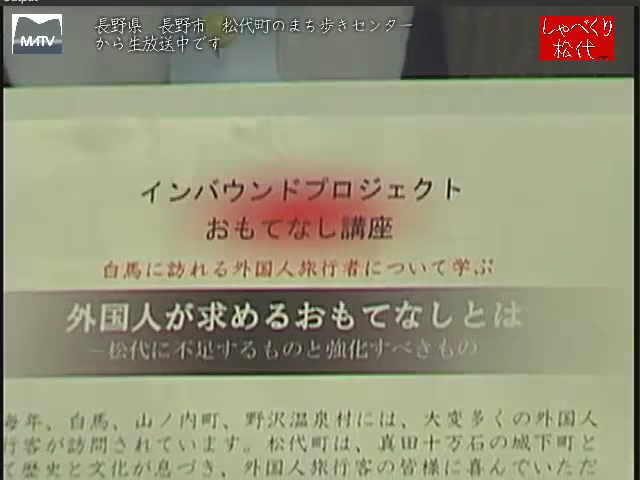 MATV
長野県 長野市 松代町のまち歩きセンター
から生放送中です
しゃべくり
松代
インバウンドプロジェクト
おもてなし講座
白馬に訪れる外国人旅行者について学ぶ
外国人が求めるおもてなしとは
－松代に不足するものと強化すべきもの
毎年、白馬、山ノ内町、野沢温泉村には、大変多くの外国人
行客が訪問されています。松代町は、真田十万石の城下町と
て歴史と文化が息づき、外国人旅行客の皆様に喜んでいただ